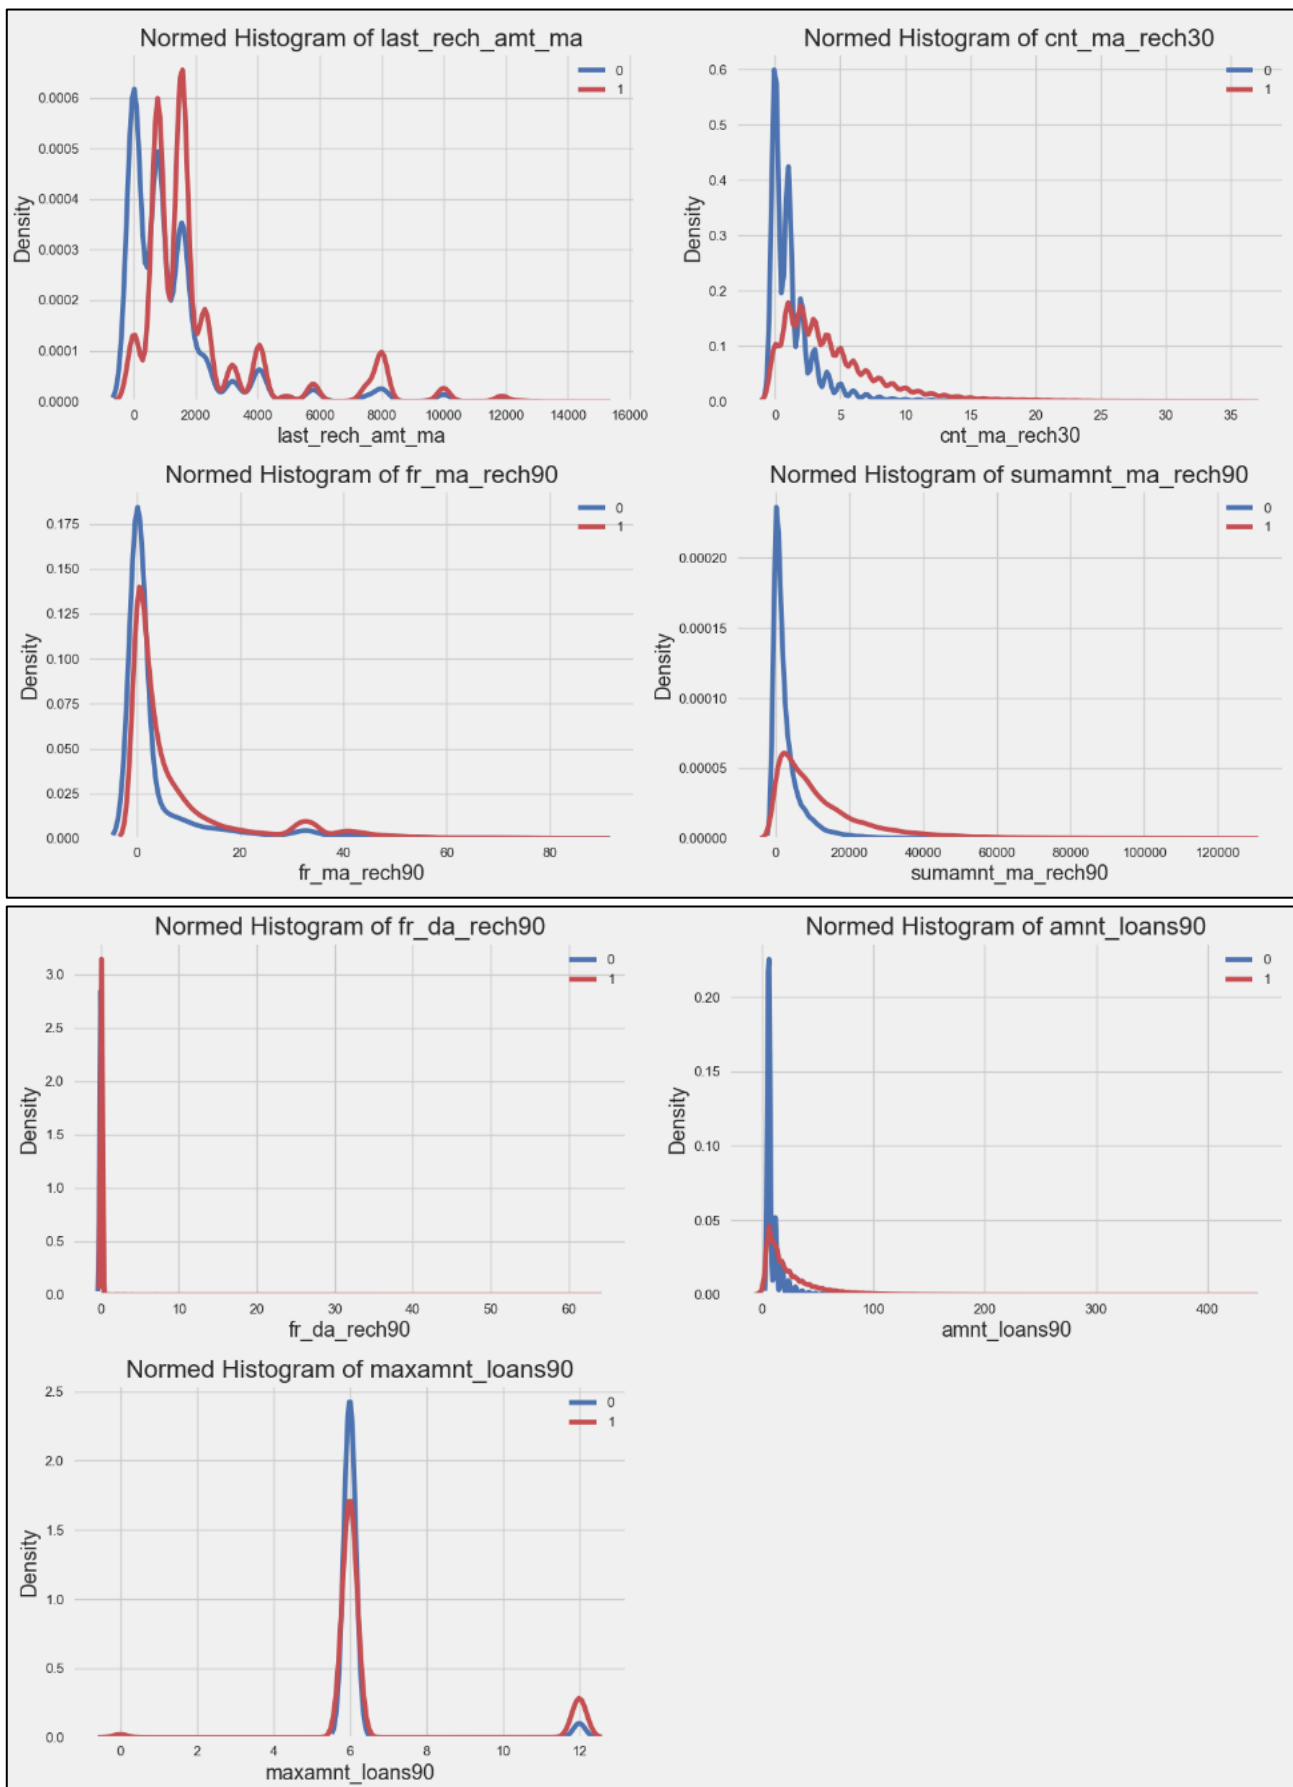 Normed Histogram of last_rech_amt_ma
0
1
0.0006
0.0005
0.0004
0.0003
0.0002
0.0001
0.0000
Density
0 2000 4000 6000 8000 10000 12000 14000 16000
last_rech_amt_ma
Normed Histogram of cnt_ma_rech30
0
1
0.6
0.5
0.4
0.3
0.2
0.1
0.0
Density
0 5 10 15 20 25 30 35
cnt_ma_rech30
Normed Histogram of fr_ma_rech90
0
1
0.175
0.150
0.125
0.100
0.075
0.050
0.025
0.000
Density
0 20 40 60 80
fr_ma_rech90
Normed Histogram of sumamnt_ma_rech90
0
1
0.00020
0.00015
0.00010
0.00005
0.00000
Density
0 20000 40000 60000 80000 100000 120000
sumamnt_ma_rech90
Normed Histogram of fr_da_rech90
0
1
3.0
2.5
2.0
1.5
1.0
0.5
0.0
Density
0 10 20 30 40 50 60
fr_da_rech90
Normed Histogram of amnt_loans90
0
1
0.20
0.15
0.10
0.05
0.00
Density
0 100 200 300 400
amnt_loans90
Normed Histogram of maxamnt_loans90
0
1
2.5
2.0
1.5
1.0
0.5
0.0
Density
0 2 4 6 8 10 12
maxamnt_loans90